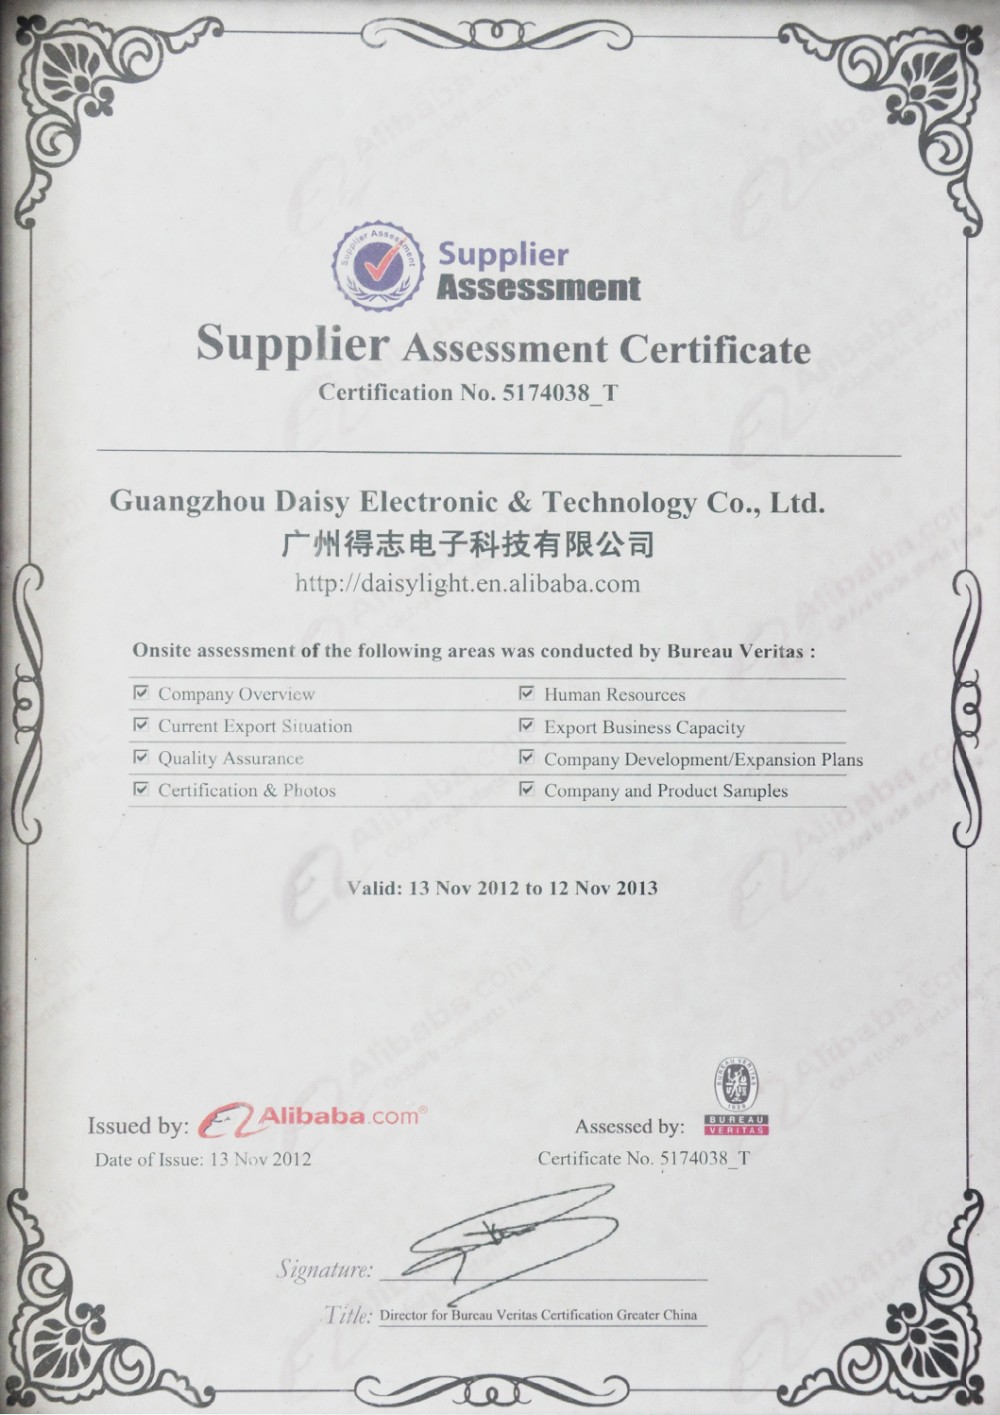 Supplier Assessment
Supplier
Assessment
Supplier Assessment Certificate
Certification No. 5174038_T
Guangzhou Daisy Electronic & Technology Co., Ltd.
广州得志电子科技有限公司
http://daisylight.en.alibaba.com
Onsite assessment of the following areas was conducted by Bureau Veritas :
Company Overview
Human Resources
Current Export Situation
Export Business Capacity
Quality Assurance
Company Development/Expansion Plans
Certification & Photos
Company and Product Samples
Valid: 13 Nov 2012 to 12 Nov 2013
Issued by: Alibaba.com®
Date of Issue: 13 Nov 2012
BUREAU VERITAS
1828
Assessed by: BUREAU
VERITAS
Certificate No. 5174038_T
Signature:
Title: Director for Bureau Veritas Certification Greater China